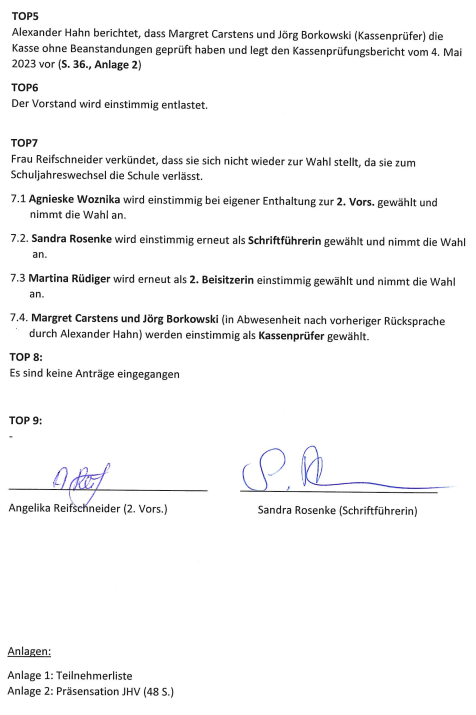 TOP5
Alexander Hahn berichtet, dass Margret Carstens und Jörg Borkowski (Kassenprüfer) die
Kasse ohne Beanstandungen geprüft haben und legt den Kassenprüfungsbericht vom 4. Mai
2023 vor (S. 36., Anlage 2)
TOP6
Der Vorstand wird einstimmig entlastet.
TOP7
Frau Reifschneider verkündet, dass sie sich nicht wieder zur Wahl stellt, da sie zum
Schuljahreswechsel die Schule verlässt.
7.1 Agnieske Woznika wird einstimmig bei eigener Enthaltung zur 2. Vors. gewählt und
nimmt die Wahl an.
7.2. Sandra Rosenke wird einstimmig erneut als Schriftführerin gewählt und nimmt die Wahl
an.
7.3 Martina Rüdiger wird erneut als 2. Beisitzerin einstimmig gewählt und nimmt die Wahl
an.
7.4. Margret Carstens und Jörg Borkowski (in Abwesenheit nach vorheriger Rücksprache
durch Alexander Hahn) werden einstimmig als Kassenprüfer gewählt.
TOP 8:
Es sind keine Anträge eingegangen
TOP 9:
-
Angelika Reifschneider (2. Vors.)
Sandra Rosenke (Schriftführerin)
Anlagen:
Anlage 1: Teilnehmerliste
Anlage 2: Präsensation JHV (48 S.)